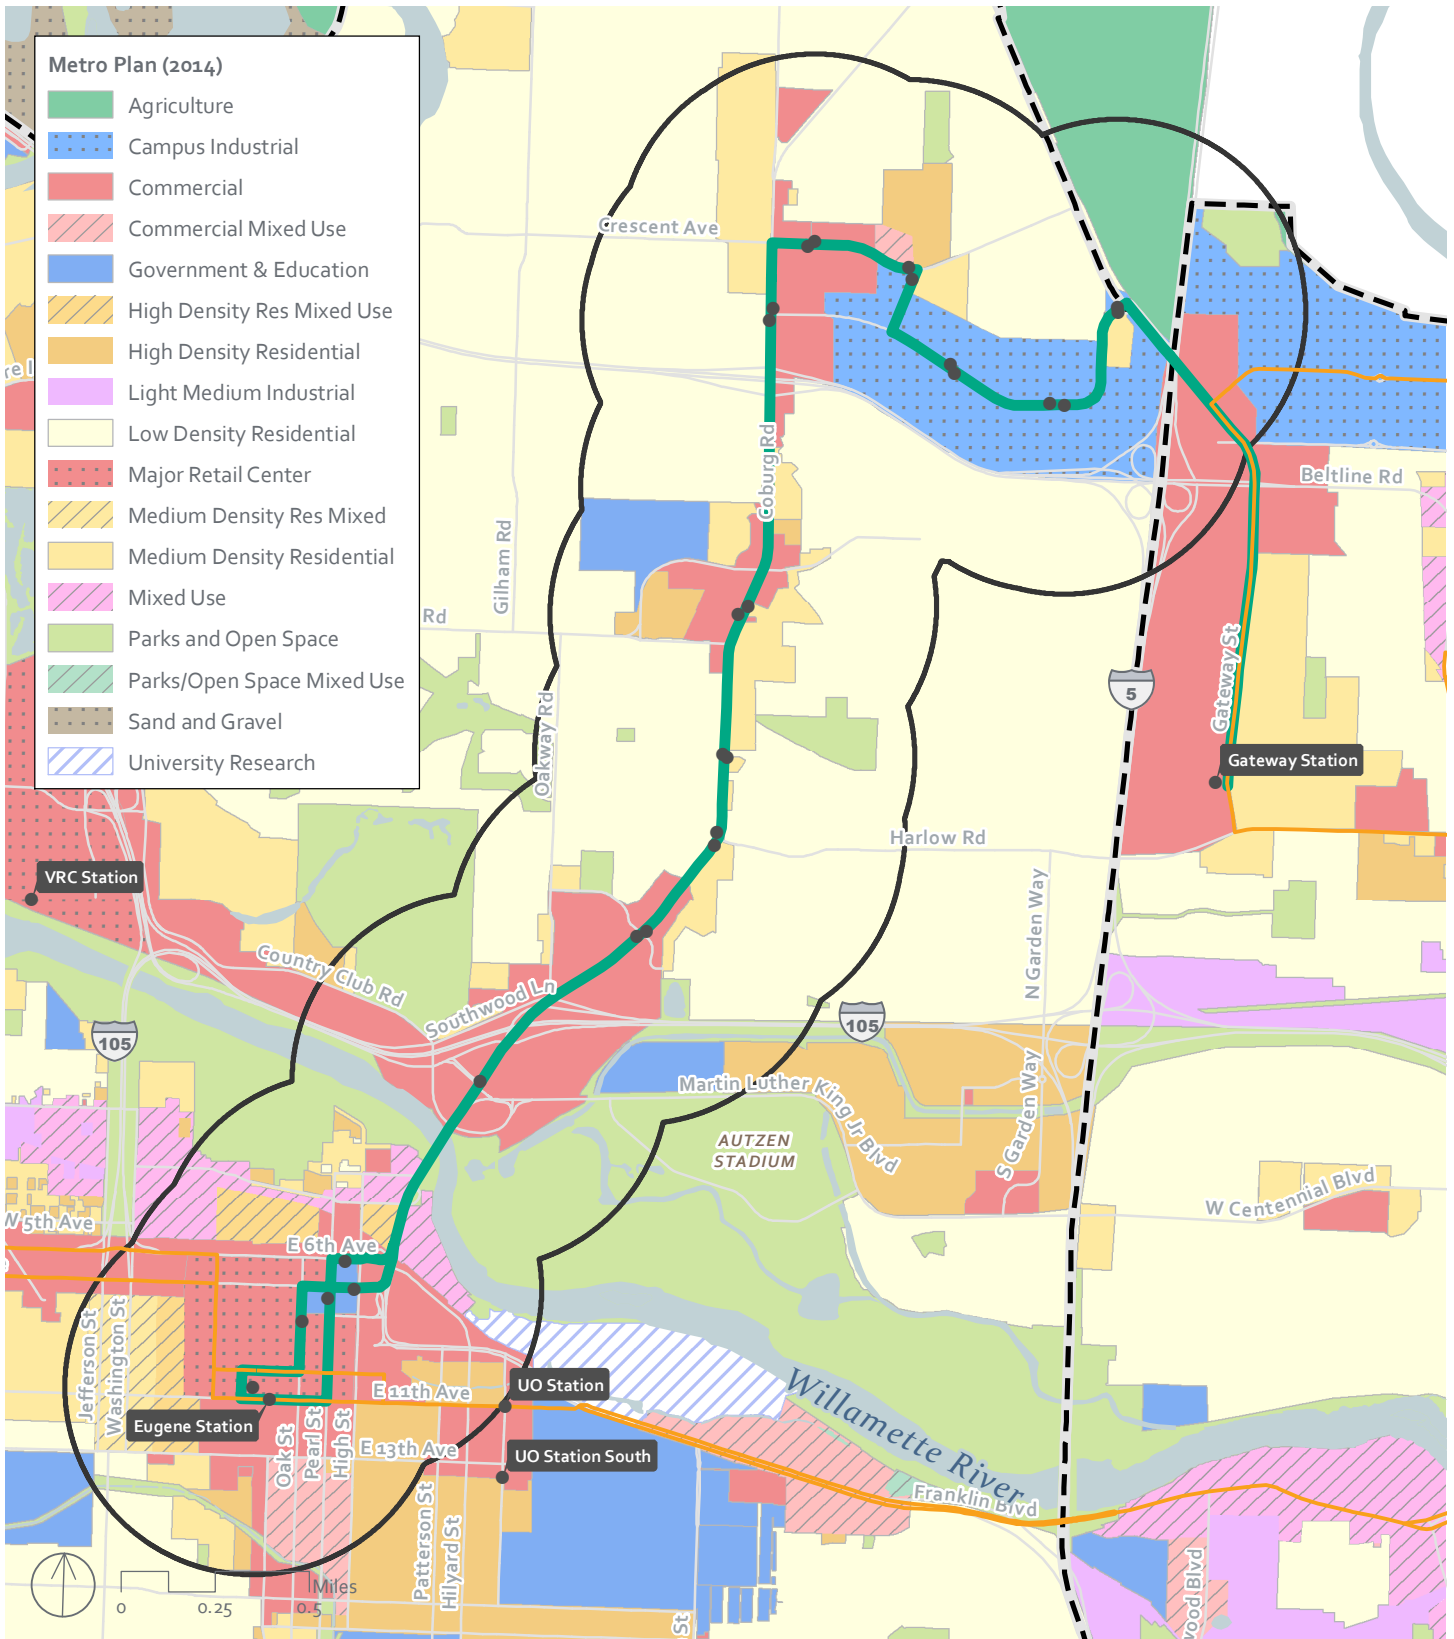 Metro Plan (2014)
Agriculture
Campus Industrial
Commercial
Commercial Mixed Use
Government & Education
High Density Res Mixed Use
High Density Residential
Light Medium Industrial
Low Density Residential
Major Retail Center
Medium Density Res Mixed
Medium Density Residential
Mixed Use
Parks and Open Space
Parks/Open Space Mixed Use
Sand and Gravel
University Research
Crescent Ave
Coburg Rd
Gilham Rd
Rd
Oakway Rd
Beltline Rd
Gateway St
5
Gateway Station
Harlow Rd
VRC Station
N Garden Way
Country Club Rd
Southwood Ln
105
105
Martin Luther King Jr Blvd
S Garden Way
AUTZEN
STADIUM
W Centennial Blvd
W 5th Ave
E 6th Ave
Jefferson St
Washington St
E 11th Ave
UO Station
Eugene Station
E 13th Ave
UO Station South
Oak St
Pearl St
High St
Patterson St
Hilyard St
Willamette River
Franklin Blvd
wood Blvd
St
Miles
0 0.25 0.5